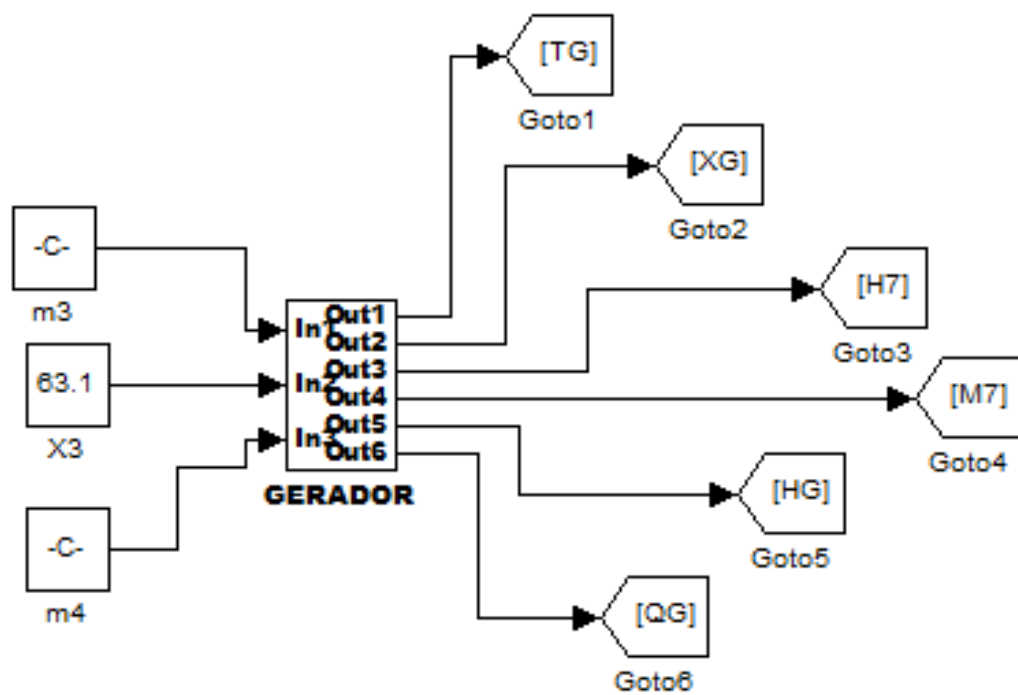 [TG]
Goto1
[XG]
Goto2
-C-
m3
[H7]
Goto3
63.1
X3
In1
In2
In3
Out1
Out2
Out3
Out4
Out5
Out6
GERADOR
[M7]
Goto4
[HG]
Goto5
-C-
m4
[QG]
Goto6